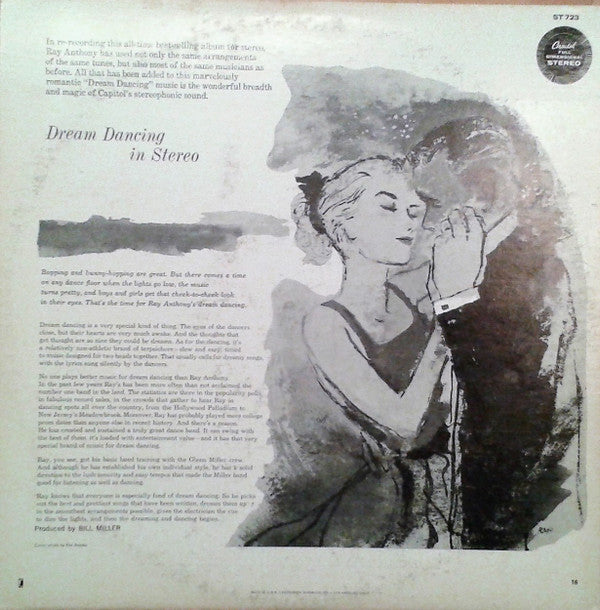 ST 723
Capitol
FULL
DIMENSIONAL
STEREO
In re-recording this all-time best-selling album for stereo,
Ray Anthony has used not only the same arrangements
of the same tunes, but also most of the same musicians as
before. All that has been added to this marvelously
romantic "Dream Dancing" music is the wonderful breadth
and magic of Capitol's stereophonic sound.
Dream Dancing
in Stereo
Bopping and bunny-hopping are great. But there comes a time
on any dance floor when the lights go low, the music
turns pretty, and boys and girls get that cheek-to-cheek look
in their eyes. That's the time for Ray Anthony's dream dancing.
Dream dancing is a very special kind of thing. The eyes of the dancers
close, but their hearts are very much awake. And the thoughts that
get thought are so nice they could be dreams. As for the dancing, it's
a relatively non-athletic brand of terpsichore - slow and easy, timed
to music designed for two heads together. That usually calls for dreamy songs,
with the lyrics sung silently by the dancers.
No one plays better music for dream dancing than Ray Anthony.
In the past few years Ray's has been more often than not acclaimed the
number one band in the land. The statistics are there in the popularity polls,
in fabulous record sales, in the crowds that gather to hear Ray in
dancing spots all over the country, from the Hollywood Palladium to
New Jersey's Meadowbrook. Moreover, Ray has probably played more college
prom dates than anyone else in recent history. And there's a reason.
He has created and sustained a truly great dance band. It can swing with
the best of them, it's loaded with entertainment value - and it has that very
special brand of music for dream dancing.
Ray, you see, got his basic band training with the Glenn Miller crew.
And although he has established his own individual style, he has a solid
devotion to the lush sonority and easy tempos that made the Miller band
good for listening as well as dancing.
Ray knows that everyone is especially fond of dream dancing. So he picks
out the best and prettiest songs that have been written, dresses them up
in the smoothest arrangements possible, gives the electrician the cue
to dim the lights, and then the dreaming and dancing begins.
Produced by BILL MILLER
16